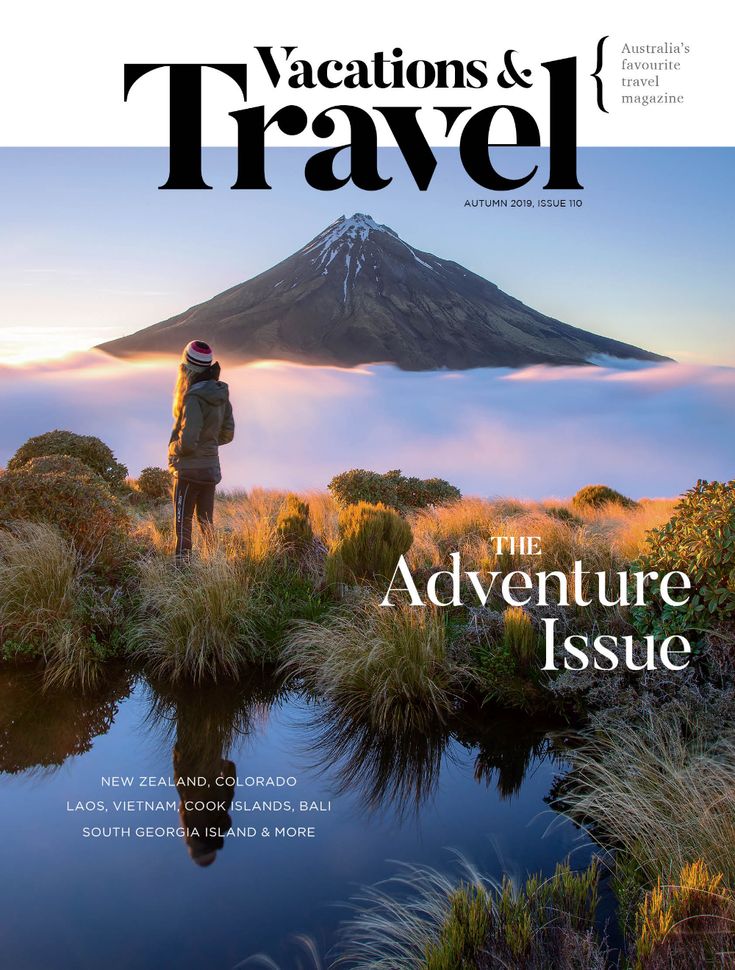 Vacations &
Travel
{ Australia's
favourite
travel
magazine
AUTUMN 2019, ISSUE 110
THE
Adventure
Issue
NEW ZEALAND, COLORADO
LAOS, VIETNAM, COOK ISLANDS, BALI
SOUTH GEORGIA ISLAND & MORE